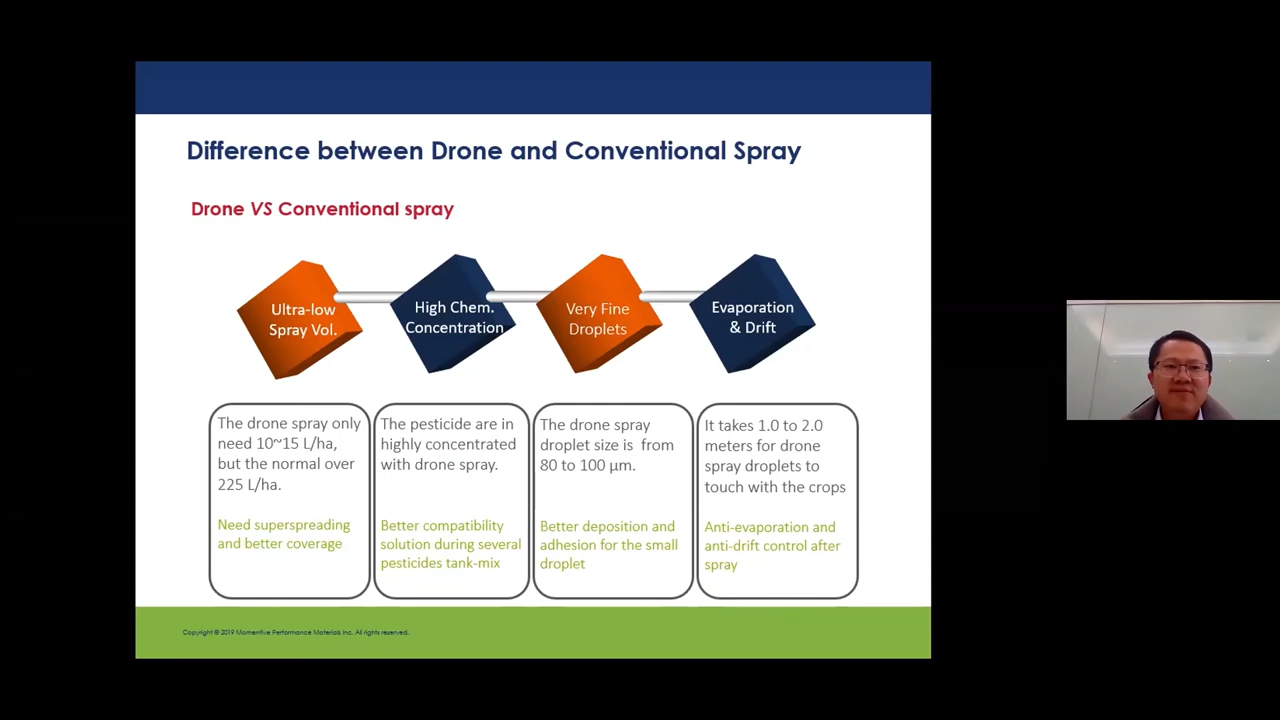 Difference between Drone and Conventional Spray
Drone VS Conventional spray
Ultra-low
Spray Vol.
High Chem.
Concentration
Very Fine
Droplets
Evaporation
& Drift
The drone spray only
need 10~15 L/ha,
but the normal over
225 L/ha.
Need superspreading
and better coverage
The pesticide are in
highly concentrated
with drone spray.
Better compatibility
solution during several
pesticides tank-mix
The drone spray
droplet size is from
80 to 100 µm.
Better deposition and
adhesion for the small
droplet
It takes 1.0 to 2.0
meters for drone
spray droplets to
touch with the crops
Anti-evaporation and
anti-drift control after
spray
Copyright © 2019 Momentive Performance Materials Inc. All rights reserved.